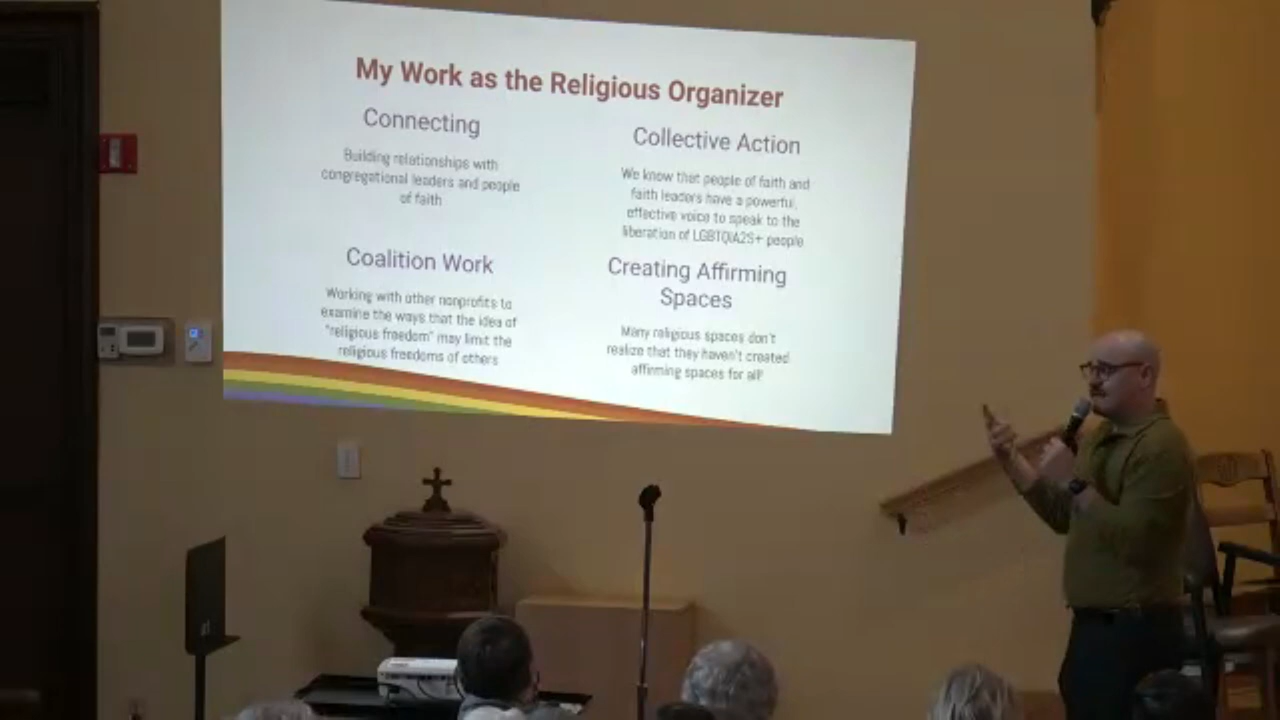 My Work as the Religious Organizer
Connecting
Building relationships with
congregational leaders and people
of faith
Collective Action
We know that people of faith and
faith leaders have a powerful,
effective voice to speak to the
liberation of LGBTQIA2S+ people
Coalition Work
Working with other nonprofits to
examine the ways that the idea of
"religious freedom" may limit the
religious freedoms of others
Creating Affirming
Spaces
Many religious spaces don't
realize that they haven't created
affirming spaces for all!